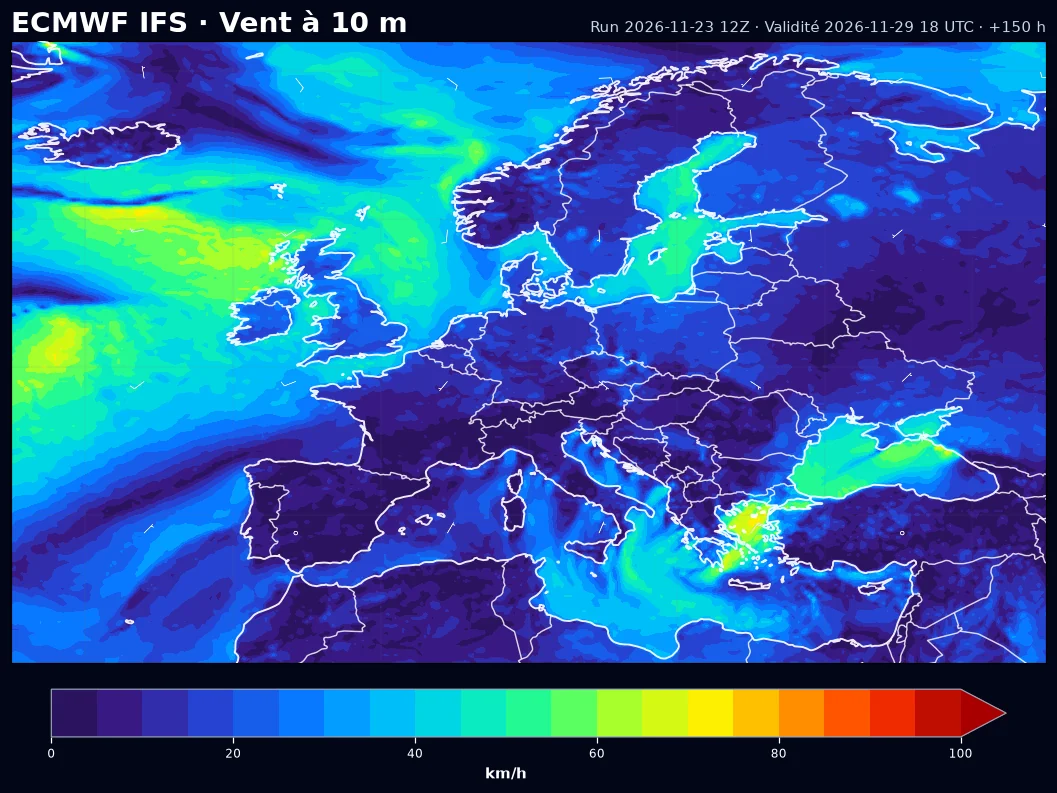 ECMWF IFS · Vent à 10 m
Run 2026-11-23 12Z · Validité 2026-11-29 18 UTC · +150 h
0 20 40 60 80 100
km/h